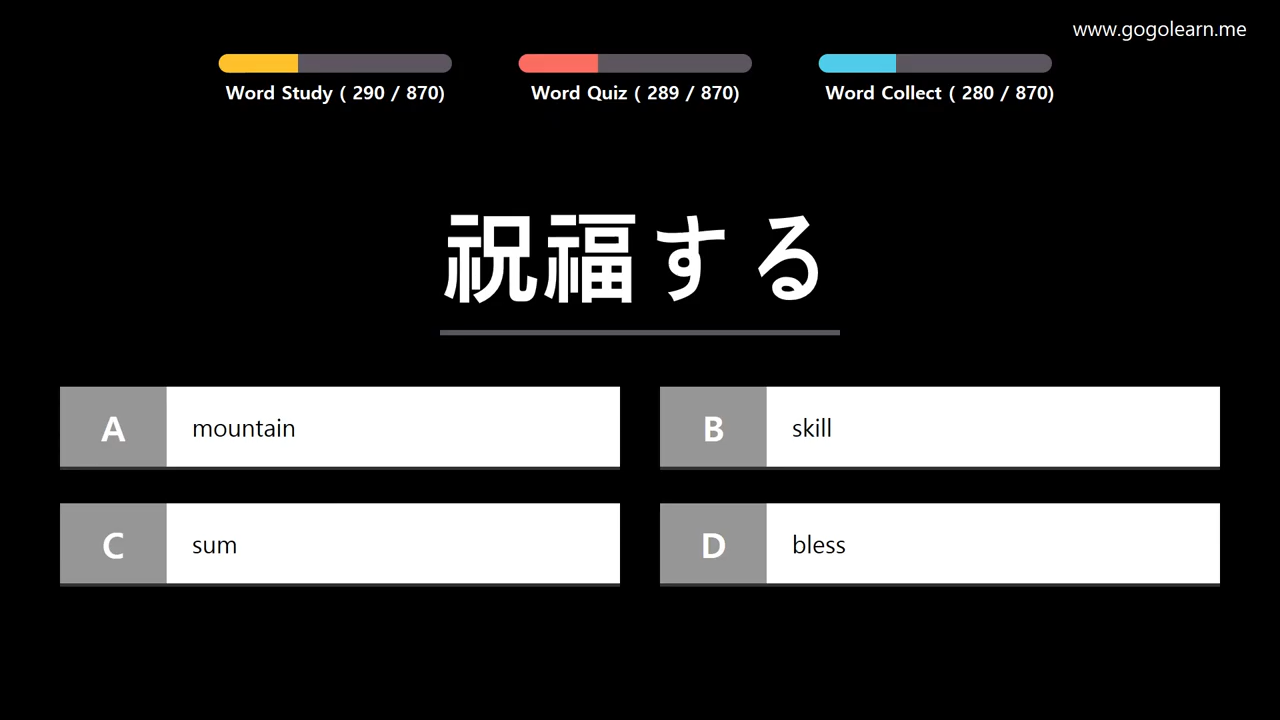 www.gogolearn.me
Word Study ( 290 / 870)
Word Quiz ( 289 / 870)
Word Collect ( 280 / 870)
祝福する
A mountain
B skill
C sum
D bless